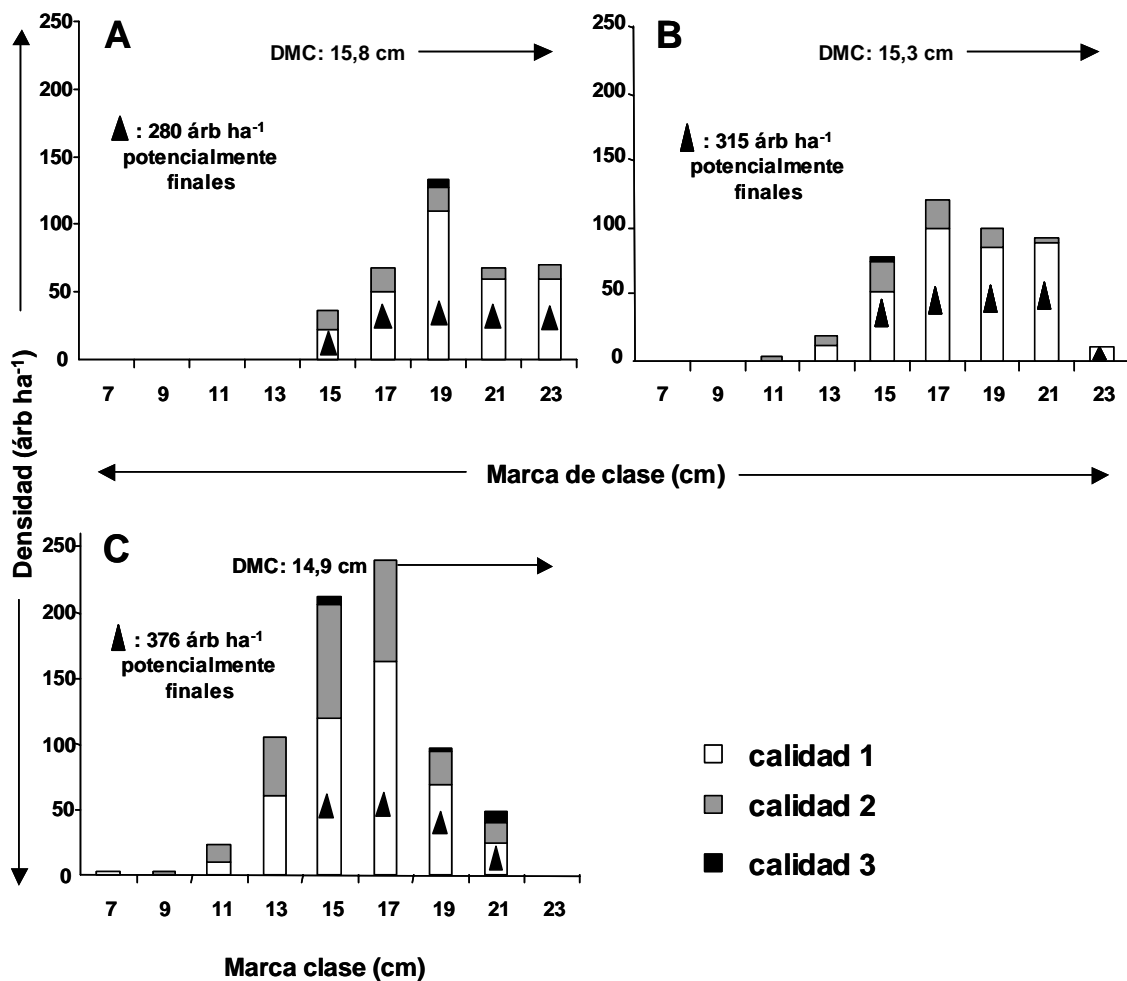 A
DMC: 15,8 cm
: 280 árb ha⁻¹
potencialmente
finales
250
200
150
100
50
0
7 9 11 13 15 17 19 21 23
B
DMC: 15,3 cm
: 315 árb ha⁻¹
potencialmente
finales
250
200
150
100
50
0
7 9 11 13 15 17 19 21 23
Densidad (árb ha⁻¹)
Marca de clase (cm)
C
DMC: 14,9 cm
: 376 árb ha⁻¹
potencialmente
finales
250
200
150
100
50
0
7 9 11 13 15 17 19 21 23
Marca clase (cm)
calidad 1
calidad 2
calidad 3